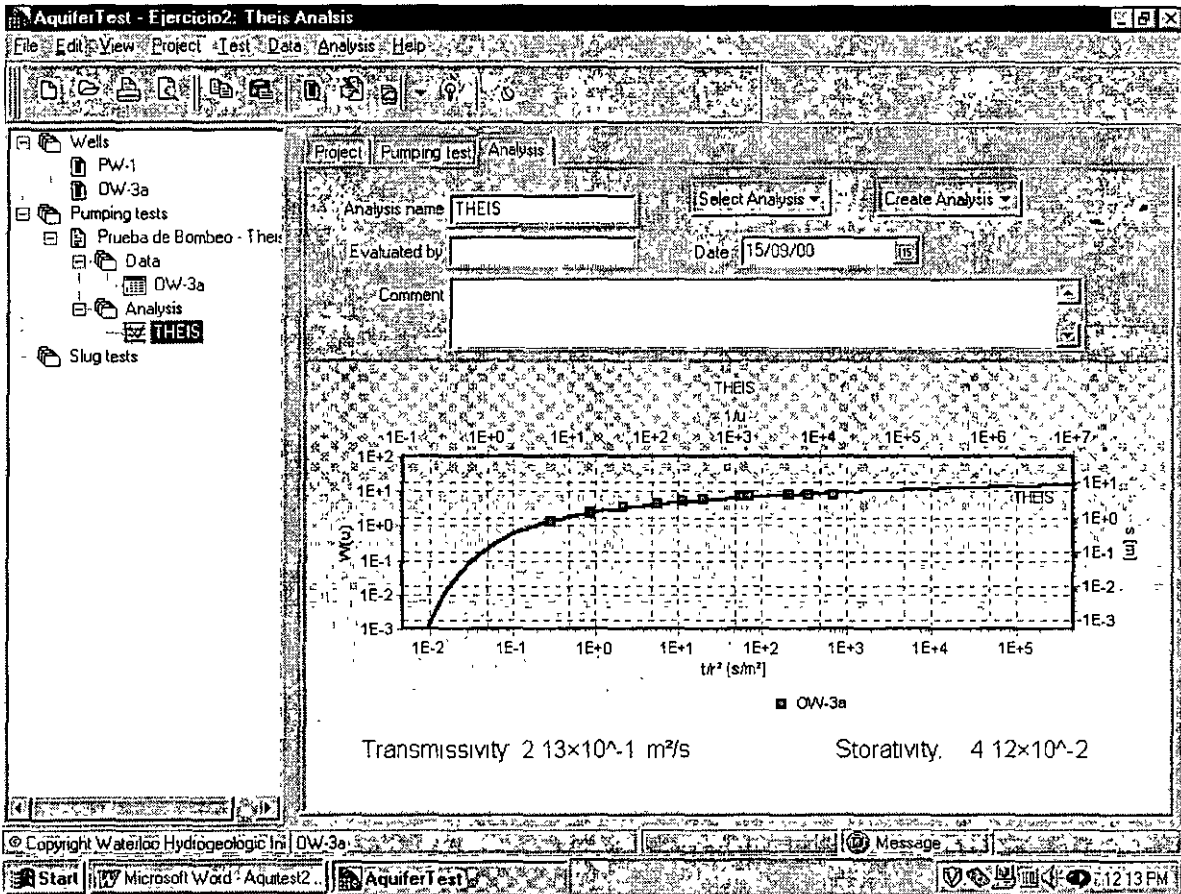 AquiferTest - Ejercicio2: Theis Analsis
File Edit View Project Test Data Analysis Help
Wells
PW-1
OW-3a
Pumping tests
Prueba de Bombeo - Theis
Data
OW-3a
Analysis
THEIS
Slug tests
Project Pumping test Analysis
Analysis name THEIS Select Analysis Create Analysis
Evaluated by Date 15/09/00 15
Comment
THEIS
1/u
1E-1 1E+0 1E+1 1E+2 1E+3 1E+4 1E+5 1E+6 1E+7
1E+2
1E+1
1E+0
1E-1
1E-2
1E-3
W(u)
THEIS
1E+1
1E+0
1E-1
1E-2
1E-3
s [m]
1E-2 1E-1 1E+0 1E+1 1E+2 1E+3 1E+4 1E+5
t/r² [s/m²]
OW-3a
Transmissivity 2 13×10^-1 m²/s Storativity, 4 12×10^-2
© Copyright Waterloo Hydrogeologic In OW-3a Message
Start Microsoft Word - Aquitest2 .. AquiferTest 12 13 PM